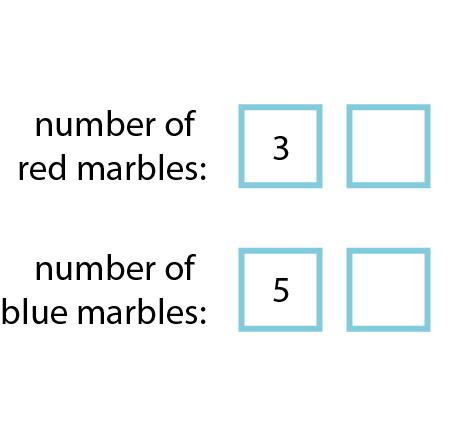 number of
red marbles: 3
number of
blue marbles: 5